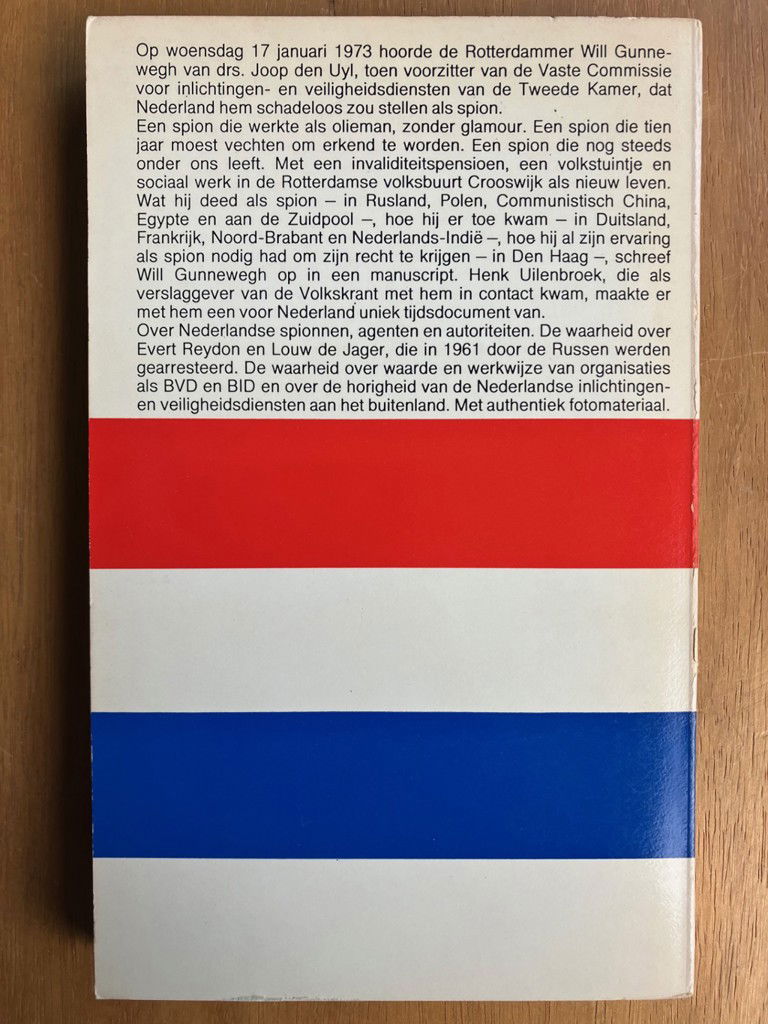 Op woensdag 17 januari 1973 hoorde de Rotterdammer Will Gunne-
wegh van drs. Joop den Uyl, toen voorzitter van de Vaste Commissie
voor inlichtingen- en veiligheidsdiensten van de Tweede Kamer, dat
Nederland hem schadeloos zou stellen als spion.
Een spion die werkte als olieman, zonder glamour. Een spion die tien
jaar moest vechten om erkend te worden. Een spion die nog steeds
onder ons leeft. Met een invaliditeitspensioen, een volkstuintje en
sociaal werk in de Rotterdamse volksbuurt Crooswijk als nieuw leven.
Wat hij deed als spion – in Rusland, Polen, Communistisch China,
Egypte en aan de Zuidpool –, hoe hij er toe kwam – in Duitsland,
Frankrijk, Noord-Brabant en Nederlands-Indië –, hoe hij al zijn ervaring
als spion nodig had om zijn recht te krijgen – in Den Haag –, schreef
Will Gunnewegh op in een manuscript. Henk Uilenbroek, die als
verslaggever van de Volkskrant met hem in contact kwam, maakte er
met hem een voor Nederland uniek tijdsdocument van.
Over Nederlandse spionnen, agenten en autoriteiten. De waarheid over
Evert Reydon en Louw de Jager, die in 1961 door de Russen werden
gearresteerd. De waarheid over waarde en werkwijze van organisaties
als BVD en BID en over de horigheid van de Nederlandse inlichtingen-
en veiligheidsdiensten aan het buitenland. Met authentiek fotomateriaal.